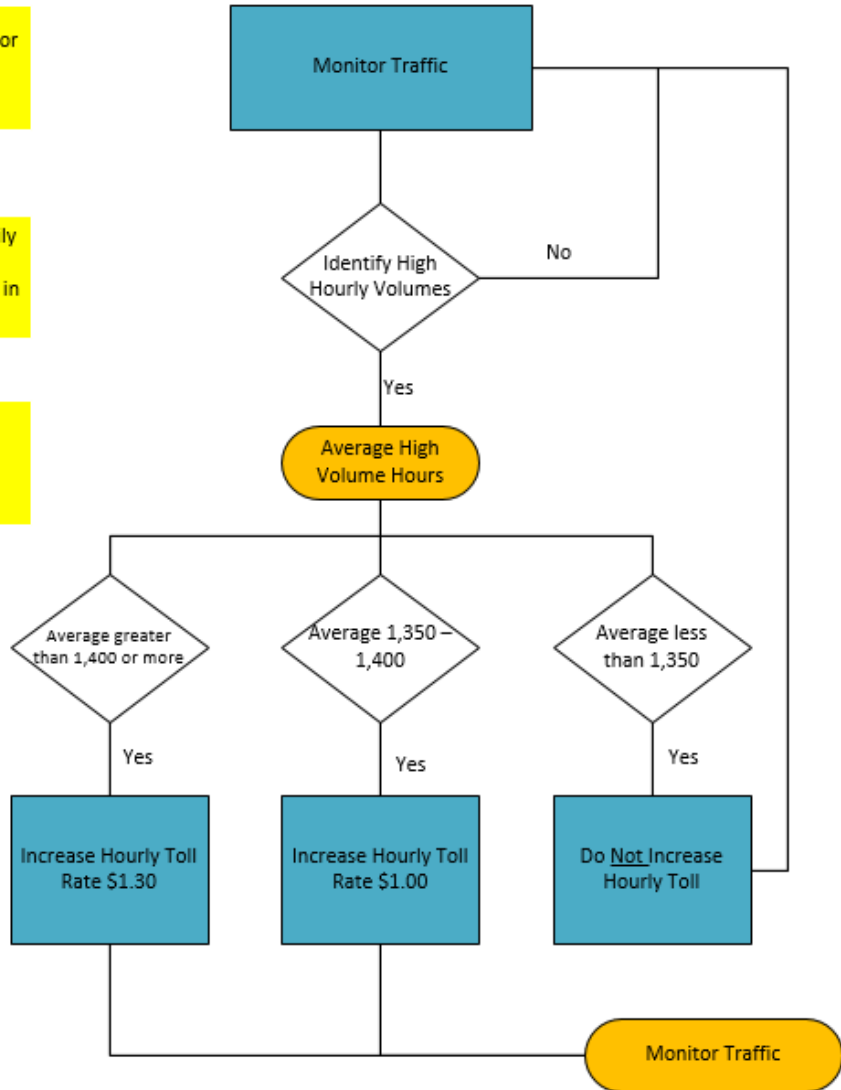 or
Monitor Traffic
ily
in
Identify High
Hourly Volumes
No
Yes
Average High
Volume Hours
Average greater
than 1,400 or more
Average 1,350 –
1,400
Average less
than 1,350
Yes
Yes
Yes
Increase Hourly Toll
Rate $1.30
Increase Hourly Toll
Rate $1.00
Do Not Increase
Hourly Toll
Monitor Traffic